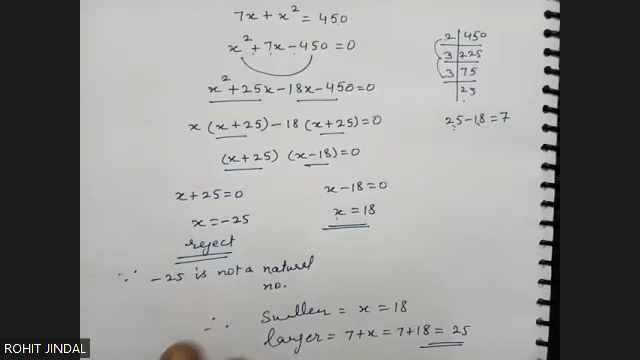 7x + x² = 450
x² + 7x - 450 = 0
x² + 25x - 18x - 450 = 0
x (x + 25) - 18 (x + 25) = 0
(x + 25) (x - 18) = 0
x + 25 = 0 x - 18 = 0
x = -25 x = 18
reject
∵ -25 is not a natural
no.
∴ Smaller = x = 18
larger = 7 + x = 7 + 18 = 25
2 | 450
3 | 225
3 | 75
25
25 - 18 = 7
ROHIT JINDAL